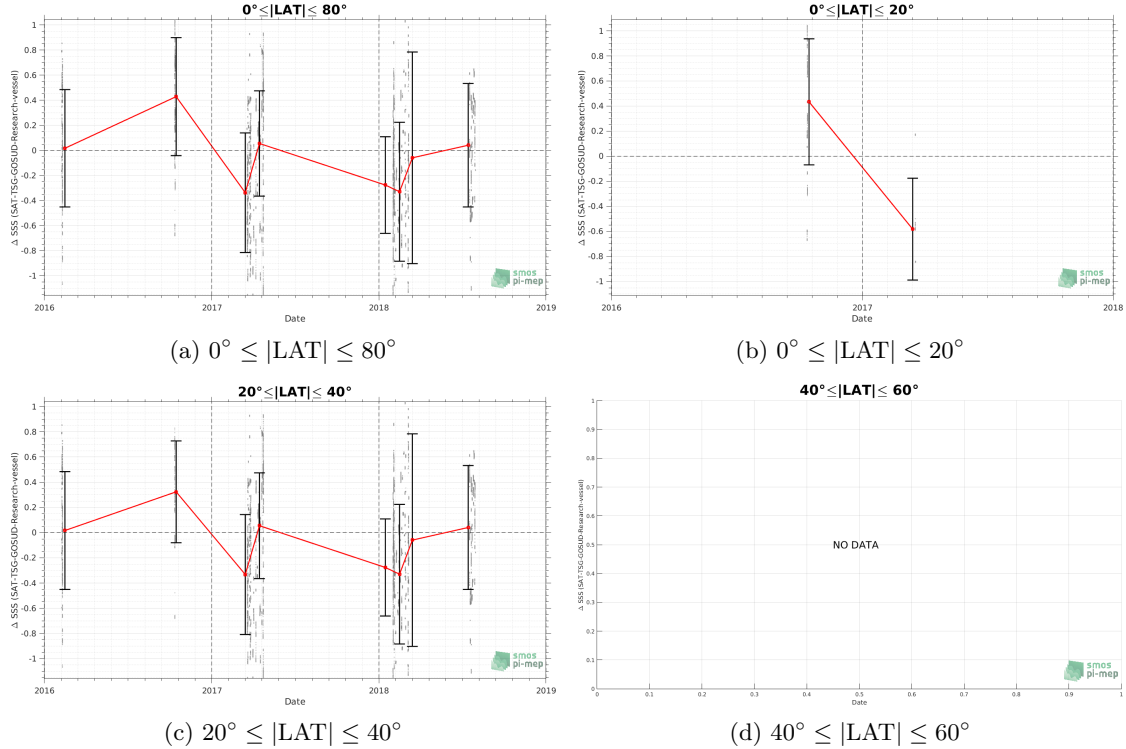 0°≤|LAT|≤ 80°
Δ SSS (SAT-TSG-GOSUD-Research-vessel)
1
0.8
0.6
0.4
0.2
0
-0.2
-0.4
-0.6
-0.8
-1
2016
2017
2018
2019
Date
smos
pi-mep
(a) 0° ≤ |LAT| ≤ 80°
0°≤|LAT|≤ 20°
Δ SSS (SAT-TSG-GOSUD-Research-vessel)
1
0.8
0.6
0.4
0.2
0
-0.2
-0.4
-0.6
-0.8
-1
2016
2017
2018
Date
smos
pi-mep
(b) 0° ≤ |LAT| ≤ 20°
20°≤|LAT|≤ 40°
Δ SSS (SAT-TSG-GOSUD-Research-vessel)
1
0.8
0.6
0.4
0.2
0
-0.2
-0.4
-0.6
-0.8
-1
2016
2017
2018
2019
Date
smos
pi-mep
(c) 20° ≤ |LAT| ≤ 40°
40°≤|LAT|≤ 60°
Δ SSS (SAT-TSG-GOSUD-Research-vessel)
1
0.9
0.8
0.7
0.6
0.5
0.4
0.3
0.2
0.1
0
NO DATA
0
0.1
0.2
0.3
0.4
0.5
0.6
0.7
0.8
0.9
1
Date
smos
pi-mep
(d) 40° ≤ |LAT| ≤ 60°